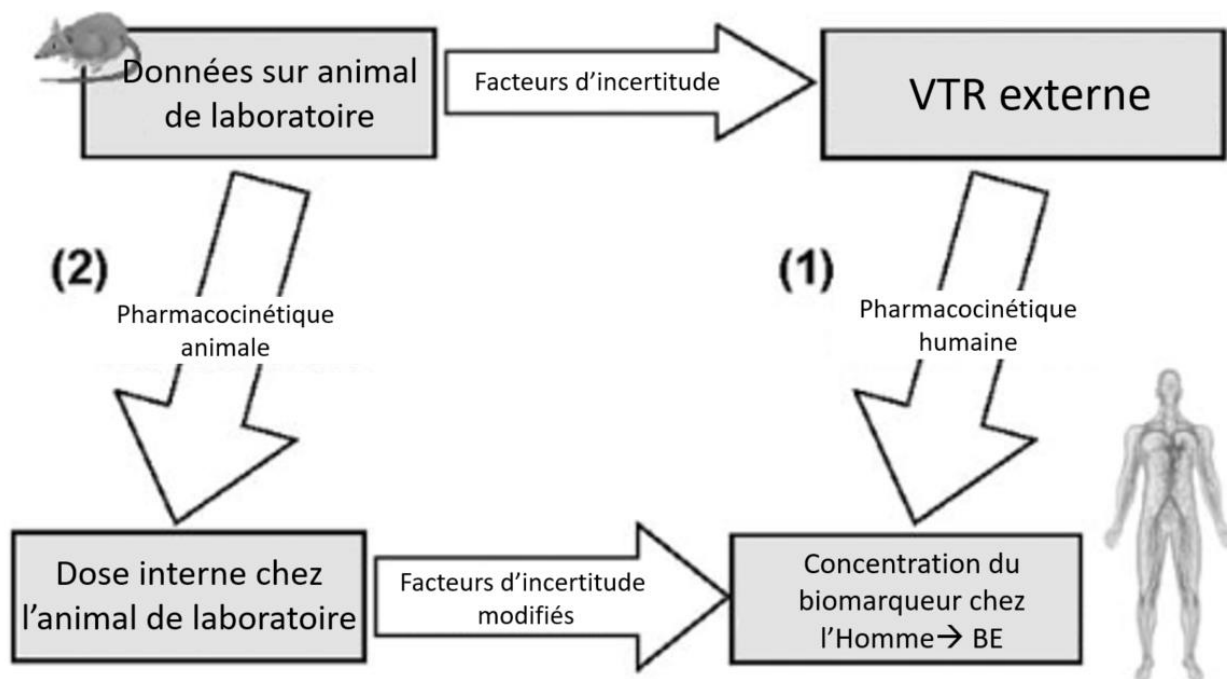 Données sur animal
de laboratoire
Facteurs d'incertitude
VTR externe
(2)
Pharmacocinétique
animale
(1)
Pharmacocinétique
humaine
Dose interne chez
l'animal de laboratoire
Facteurs d'incertitude
modifiés
Concentration du
biomarqueur chez
l'Homme→ BE